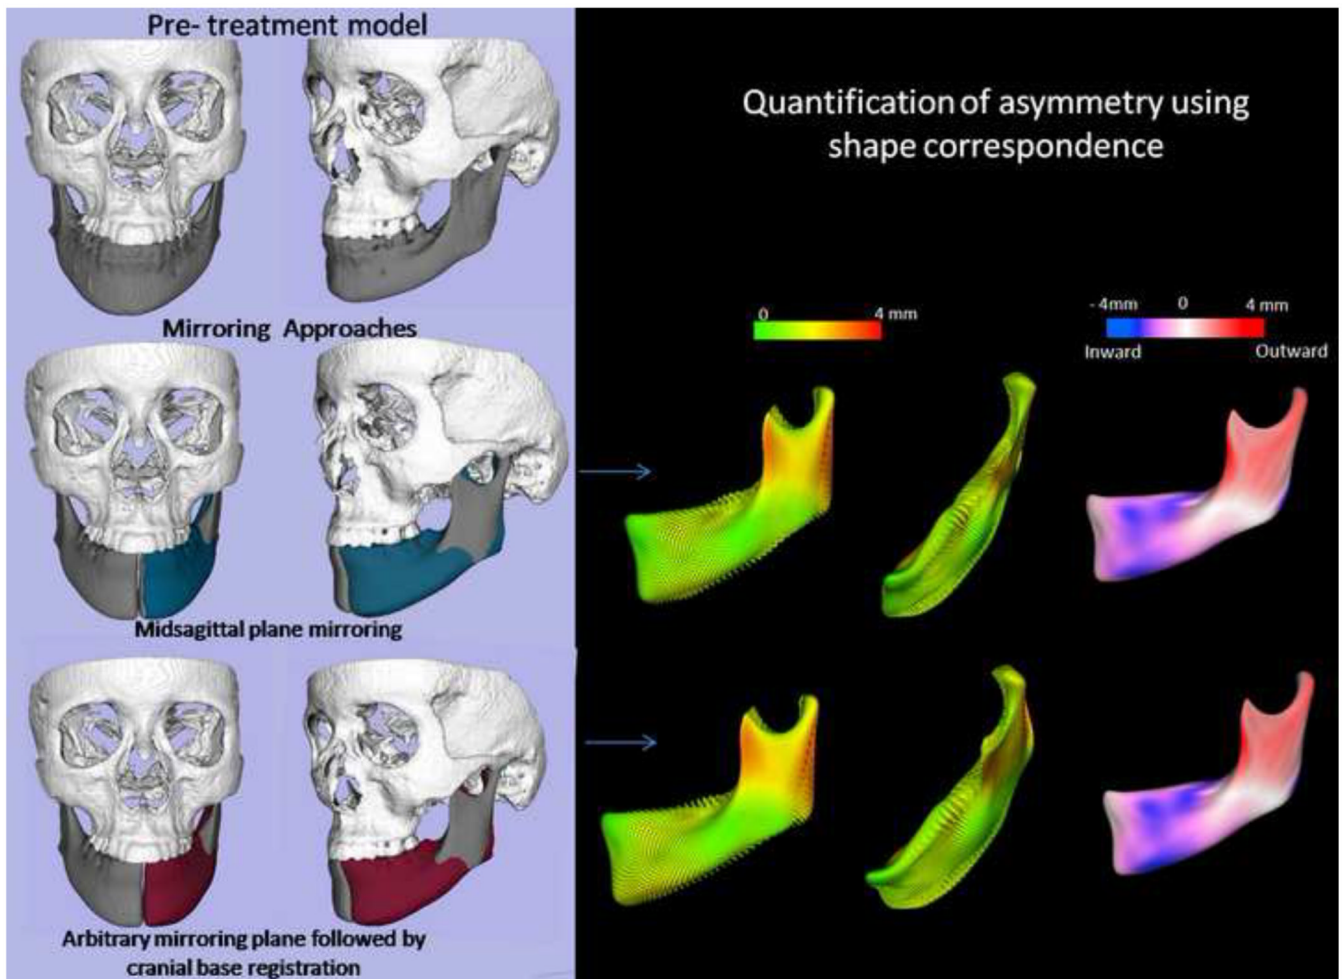 Pre- treatment model
Mirroring Approaches
Midsagittal plane mirroring
Arbitrary mirroring plane followed by
cranial base registration
Quantification of asymmetry using
shape correspondence
0 4 mm
- 4mm 0 4 mm
Inward Outward